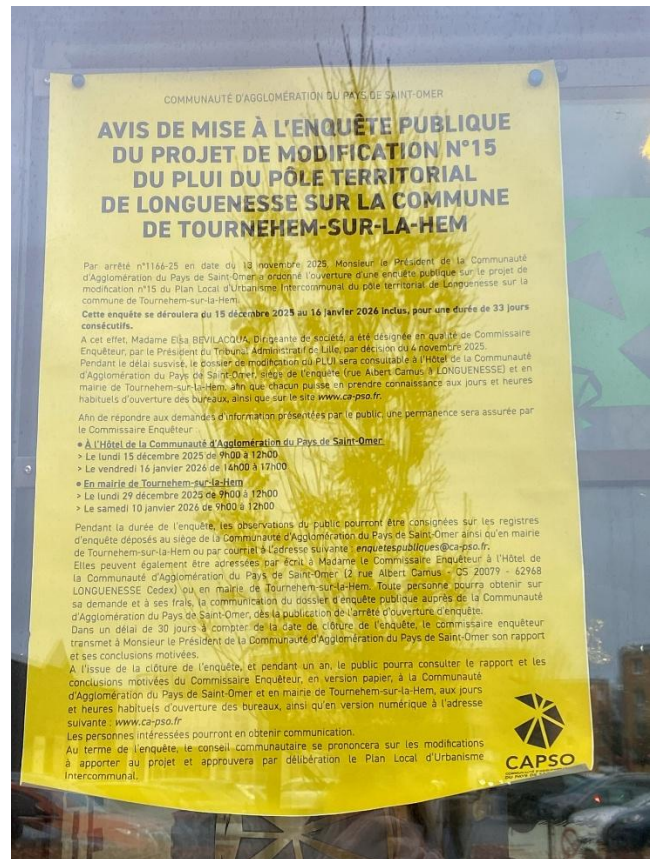 COMMUNAUTÉ D'AGGLOMÉRATION DU PAYS DE SAINT-OMER
AVIS DE MISE À L'ENQUÊTE PUBLIQUE
DU PROJET DE MODIFICATION N°15
DU PLUI DU PÔLE TERRITORIAL
DE LONGUENESSE SUR LA COMMUNE
DE TOURNEHEM-SUR-LA-HEM
Par arrêté n°1166-25 en date du 13 novembre 2025, Monsieur le Président de la Communauté
d'Agglomération du Pays de Saint-Omer a ordonné l'ouverture d'une enquête publique sur le projet de
modification n°15 du Plan Local d'Urbanisme Intercommunal du pôle territorial de Longuenesse sur la
commune de Tournehem-sur-la-Hem.
Cette enquête se déroulera du 15 décembre 2025 au 16 janvier 2026 inclus, pour une durée de 33 jours
consécutifs.
A cet effet, Madame Elsa BEVILACQUA, Dirigeante de société, a été désignée en qualité de Commissaire
Enquêteur, par le Président du Tribunal Administratif de Lille, par décision du 4 novembre 2025.
Pendant le délai susvisé, le dossier de modification du PLUi sera consultable à l'Hôtel de la Communauté
d'Agglomération du Pays de Saint-Omer, siège de l'enquête (rue Albert Camus à LONGUENESSE) et en
mairie de Tournehem-sur-la-Hem, afin que chacun puisse en prendre connaissance aux jours et heures
habituels d'ouverture des bureaux, ainsi que sur le site www.ca-pso.fr.
Afin de répondre aux demandes d'information présentées par le public, une permanence sera assurée par
le Commissaire Enquêteur :
• À l'Hôtel de la Communauté d'Agglomération du Pays de Saint-Omer
> Le lundi 15 décembre 2025 de 9h00 à 12h00
> Le vendredi 16 janvier 2026 de 14h00 à 17h00
• En mairie de Tournehem-sur-la-Hem
> Le lundi 29 décembre 2025 de 9h00 à 12h00
> Le samedi 10 janvier 2026 de 9h00 à 12h00
Pendant la durée de l'enquête, les observations du public pourront être consignées sur les registres
d'enquête déposés au siège de la Communauté d'Agglomération du Pays de Saint-Omer ainsi qu'en mairie
de Tournehem-sur-la-Hem ou par courriel à l'adresse suivante : enquetespubliques@ca-pso.fr.
Elles peuvent également être adressées par écrit à Madame le Commissaire Enquêteur à l'Hôtel de
la Communauté d'Agglomération du Pays de Saint-Omer (2 rue Albert Camus - CS 20079 - 62968
LONGUENESSE Cedex) ou en mairie de Tournehem-sur-la-Hem. Toute personne pourra obtenir sur
sa demande et à ses frais, la communication du dossier d'enquête publique auprès de la Communauté
d'Agglomération du Pays de Saint-Omer, dès la publication de l'arrêté d'ouverture d'enquête.
Dans un délai de 30 jours à compter de la date de clôture de l'enquête, le commissaire enquêteur
transmet à Monsieur le Président de la Communauté d'Agglomération du Pays de Saint-Omer son rapport
et ses conclusions motivées.
A l'issue de la clôture de l'enquête, et pendant un an, le public pourra consulter le rapport et les
conclusions motivées du Commissaire Enquêteur, en version papier, à la Communauté
d'Agglomération du Pays de Saint-Omer et en mairie de Tournehem-sur-la-Hem, aux jours
et heures habituels d'ouverture des bureaux, ainsi qu'en version numérique à l'adresse
suivante : www.ca-pso.fr
Les personnes intéressées pourront en obtenir communication.
Au terme de l'enquête, le conseil communautaire se prononcera sur les modifications
à apporter au projet et approuvera par délibération le Plan Local d'Urbanisme
Intercommunal.
CAPSO